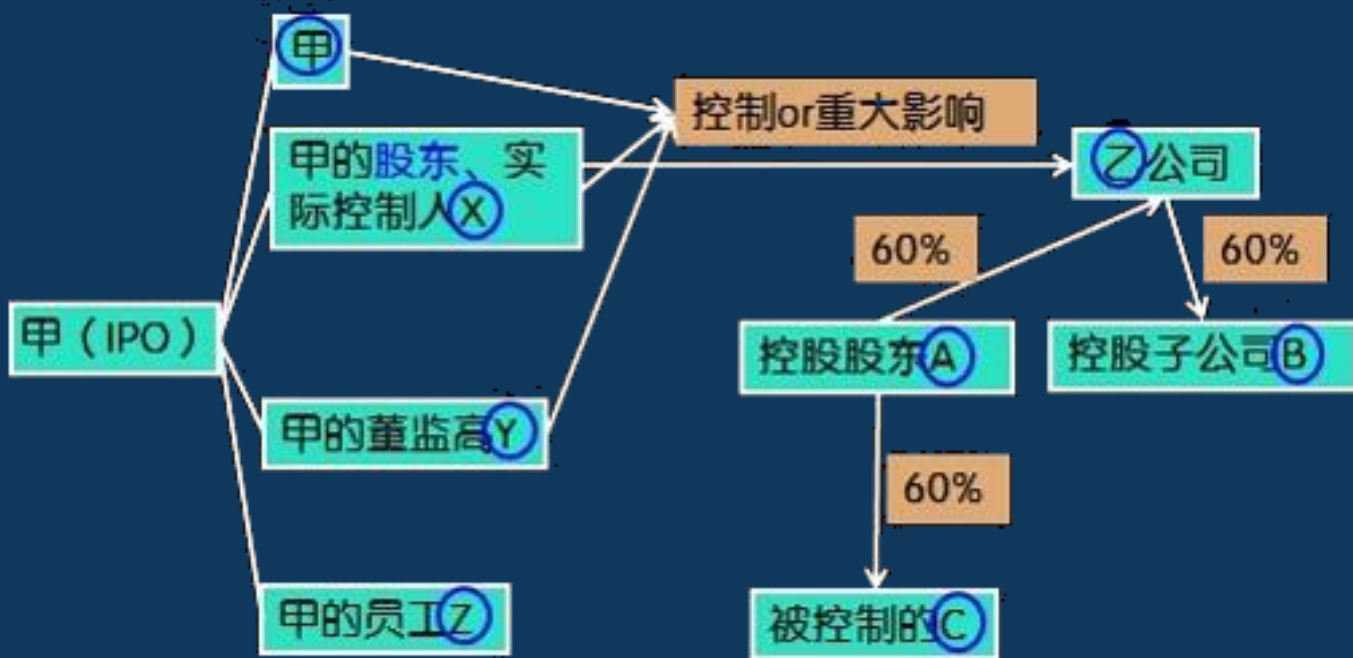 甲
控制or重大影响
甲的股东、实
际控制人X
乙公司
60%
60%
甲（IPO）
控股股东A
控股子公司B
甲的董监高Y
60%
甲的员工Z
被控制的C